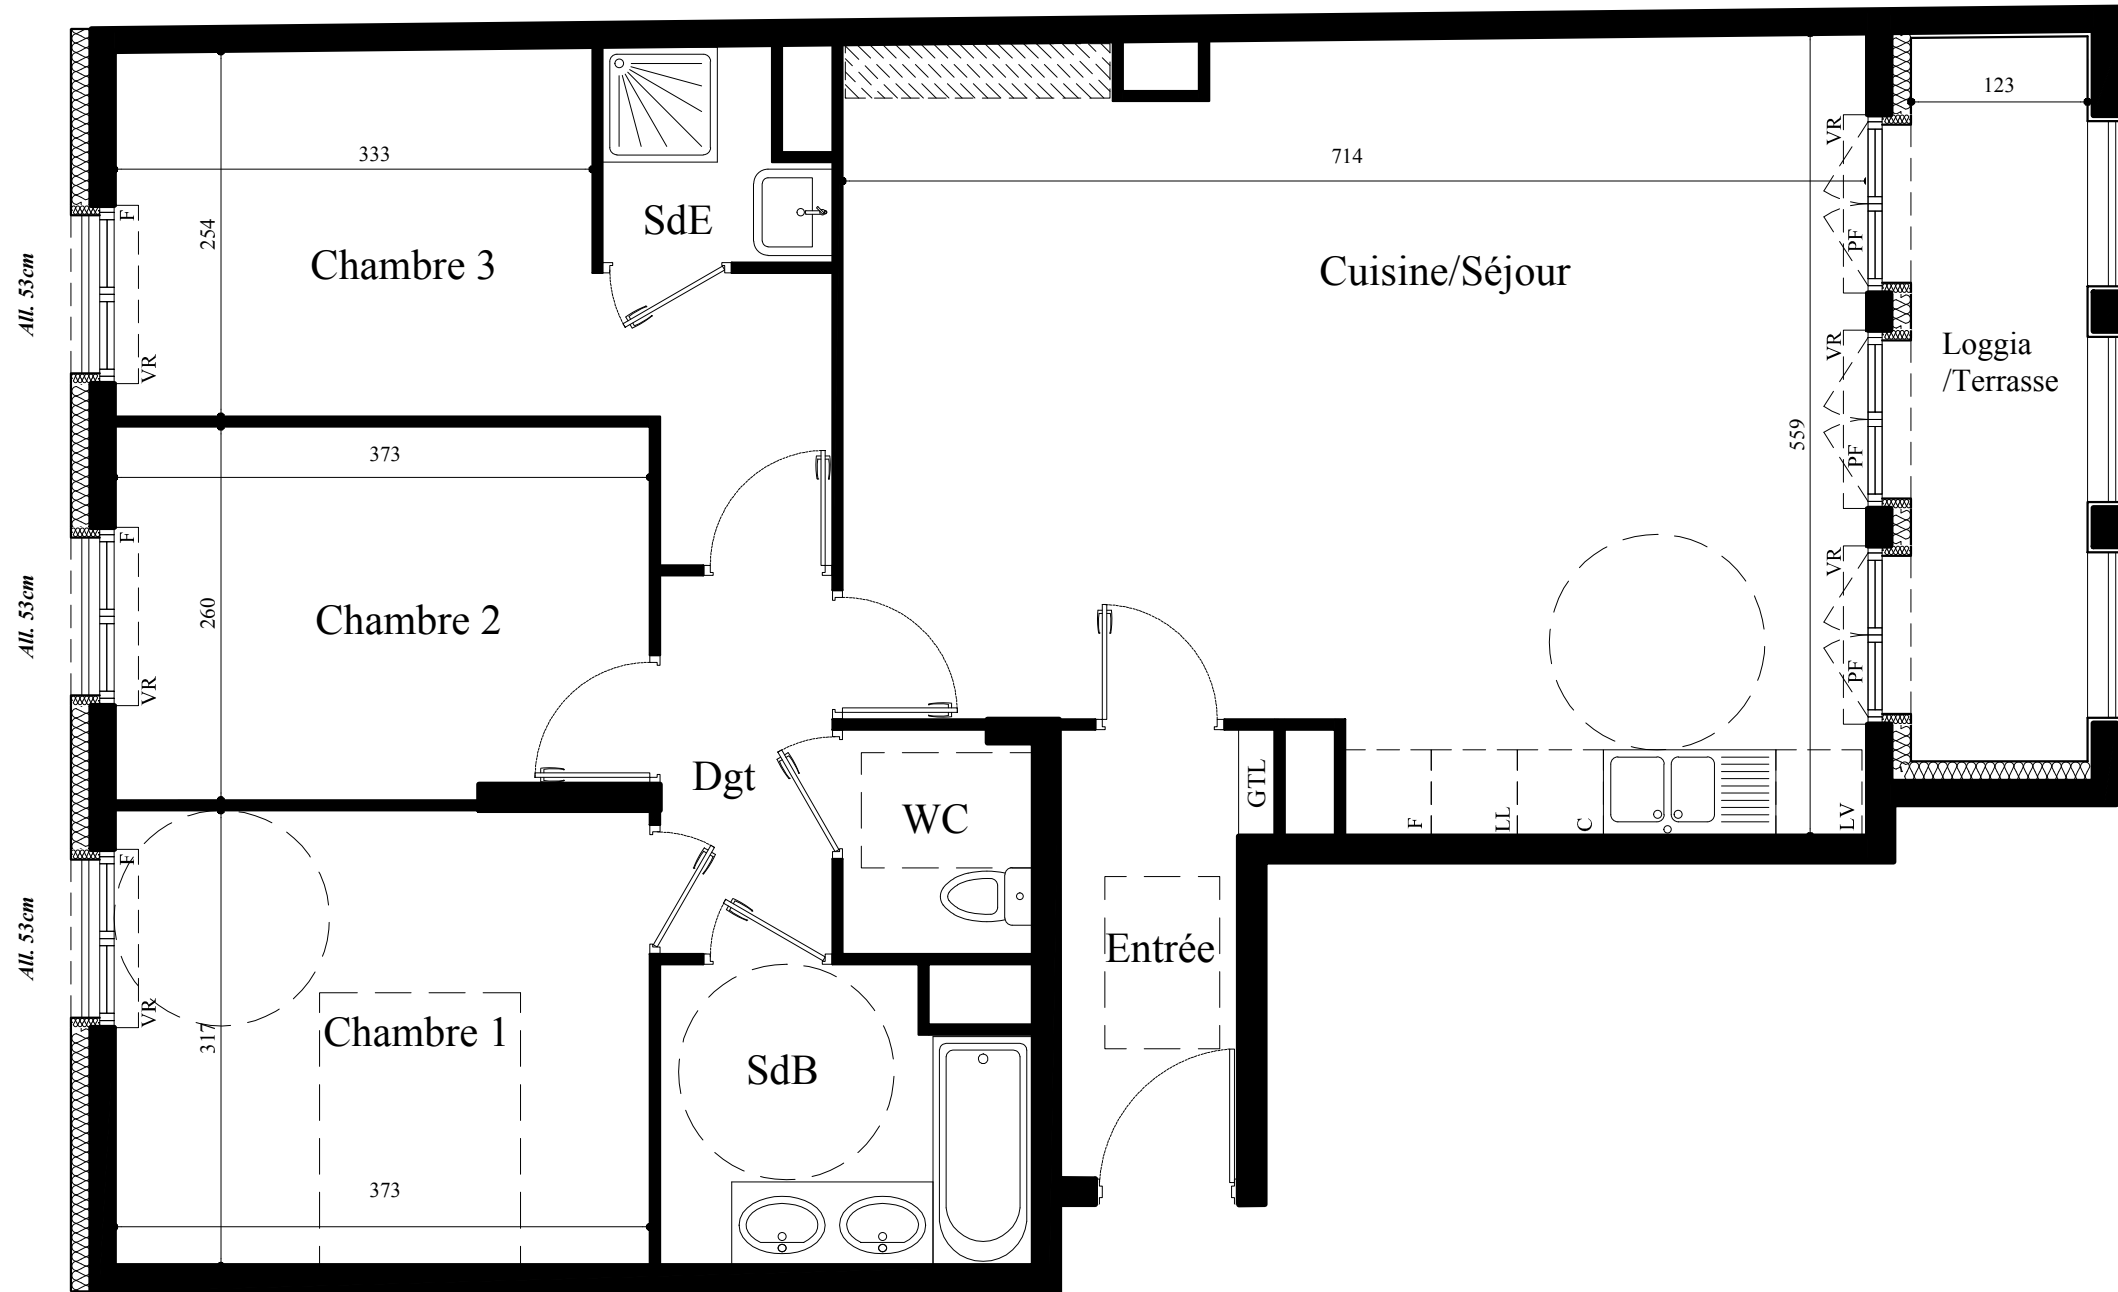 123
333
714
VR
SdE
254
F
Chambre 3
PF
Cuisine/Séjour
All. 53cm
VR
VR
Loggia
/Terrasse
373
559
PF
F
VR
All. 53cm
260
Chambre 2
VR
PF
Dgt
GTL
WC
F
LL
C
LV
F
All. 53cm
Entrée
VR
317
Chambre 1
SdB
373